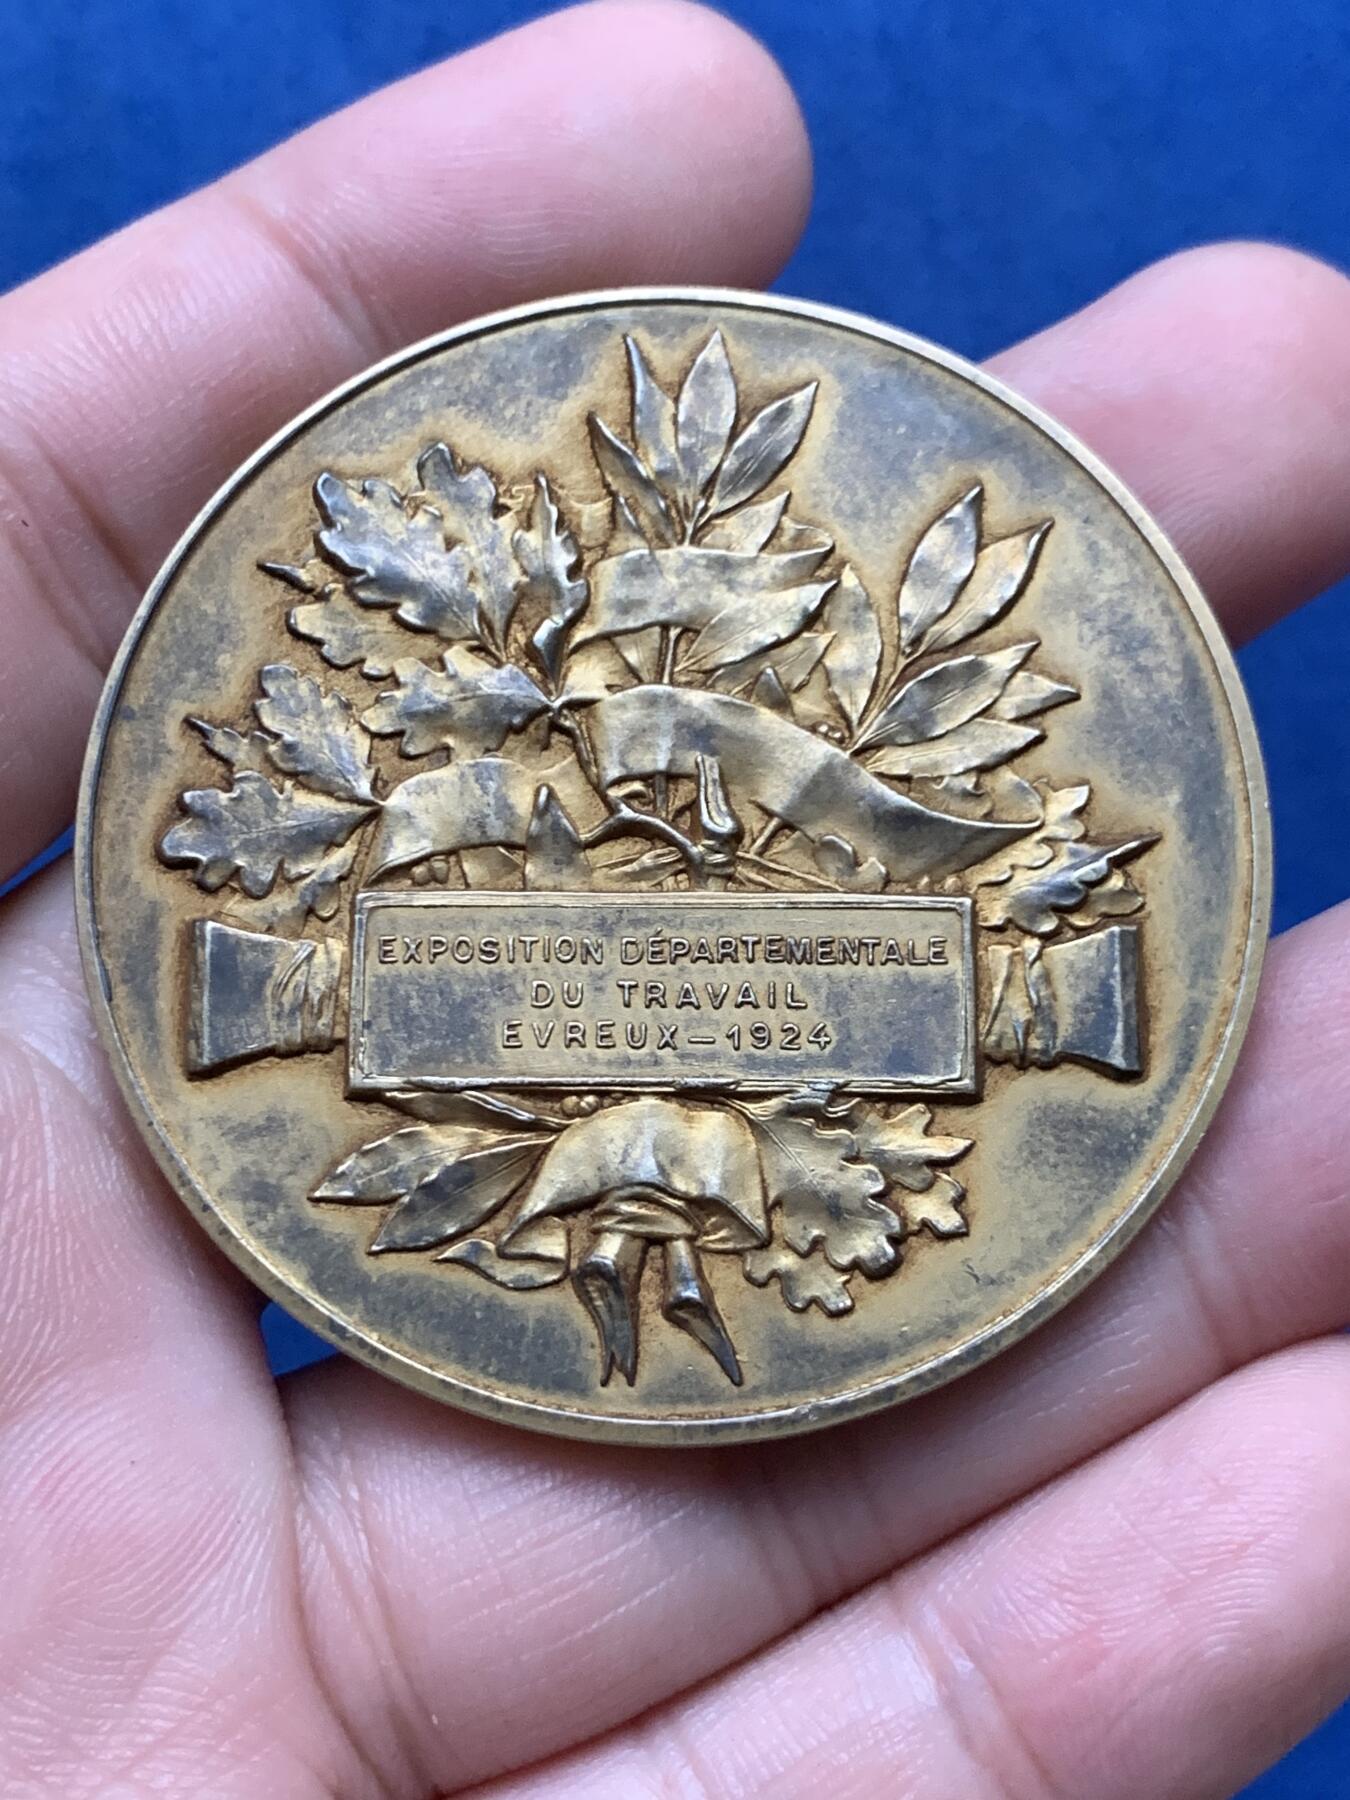 EXPOSITION DÉPARTEMENTALE
DU TRAVAIL
EVREUX—1924